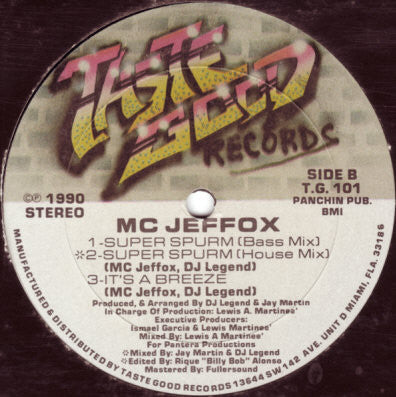 TASTE
GOOD
RECORDS
SIDE B
T.G. 101
PANCHIN PUB.
BMI
©℗ 1990
STEREO
MC JEFFOX
1-SUPER SPURM (Bass Mix)
*2-SUPER SPURM (House Mix)
(MC Jeffox, DJ Legend)
3-IT'S A BREEZE
(MC Jeffox, DJ Legend)
Produced, & Arranged By DJ Legend & Jay Martin
In Charge Of Production: Lewis A. Martineé'
Executive Producers:
Ismael Garcia & Lewis Martineé'
Mixed By: Lewis A Martineé'
For Pantera Productions
*Mixed By: Jay Martin & DJ Legend
*Edited By: Rique "Billy Bob" Alonso
Mastered By: Fullersound
MANUFACTURED & DISTRIBUTED BY TASTE GOOD RECORDS 13644 SW 142 AVE. UNIT D MIAMI, FLA. 33186